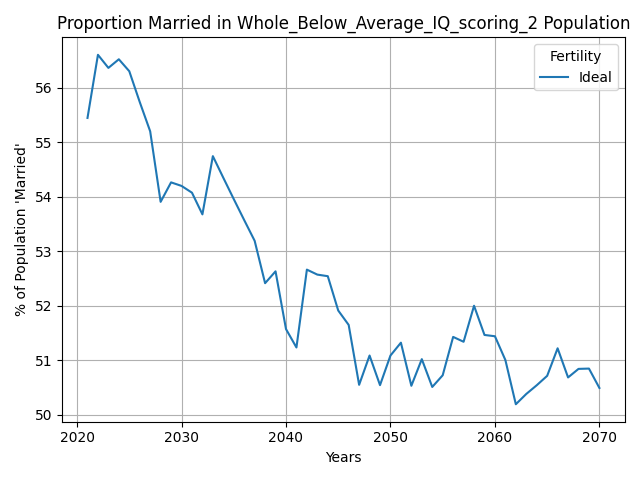 Proportion Married in Whole_Below_Average_IQ_scoring_2 Population
Fertility
Ideal
% of Population 'Married'
56
55
54
53
52
51
50
2020 2030 2040 2050 2060 2070
Years